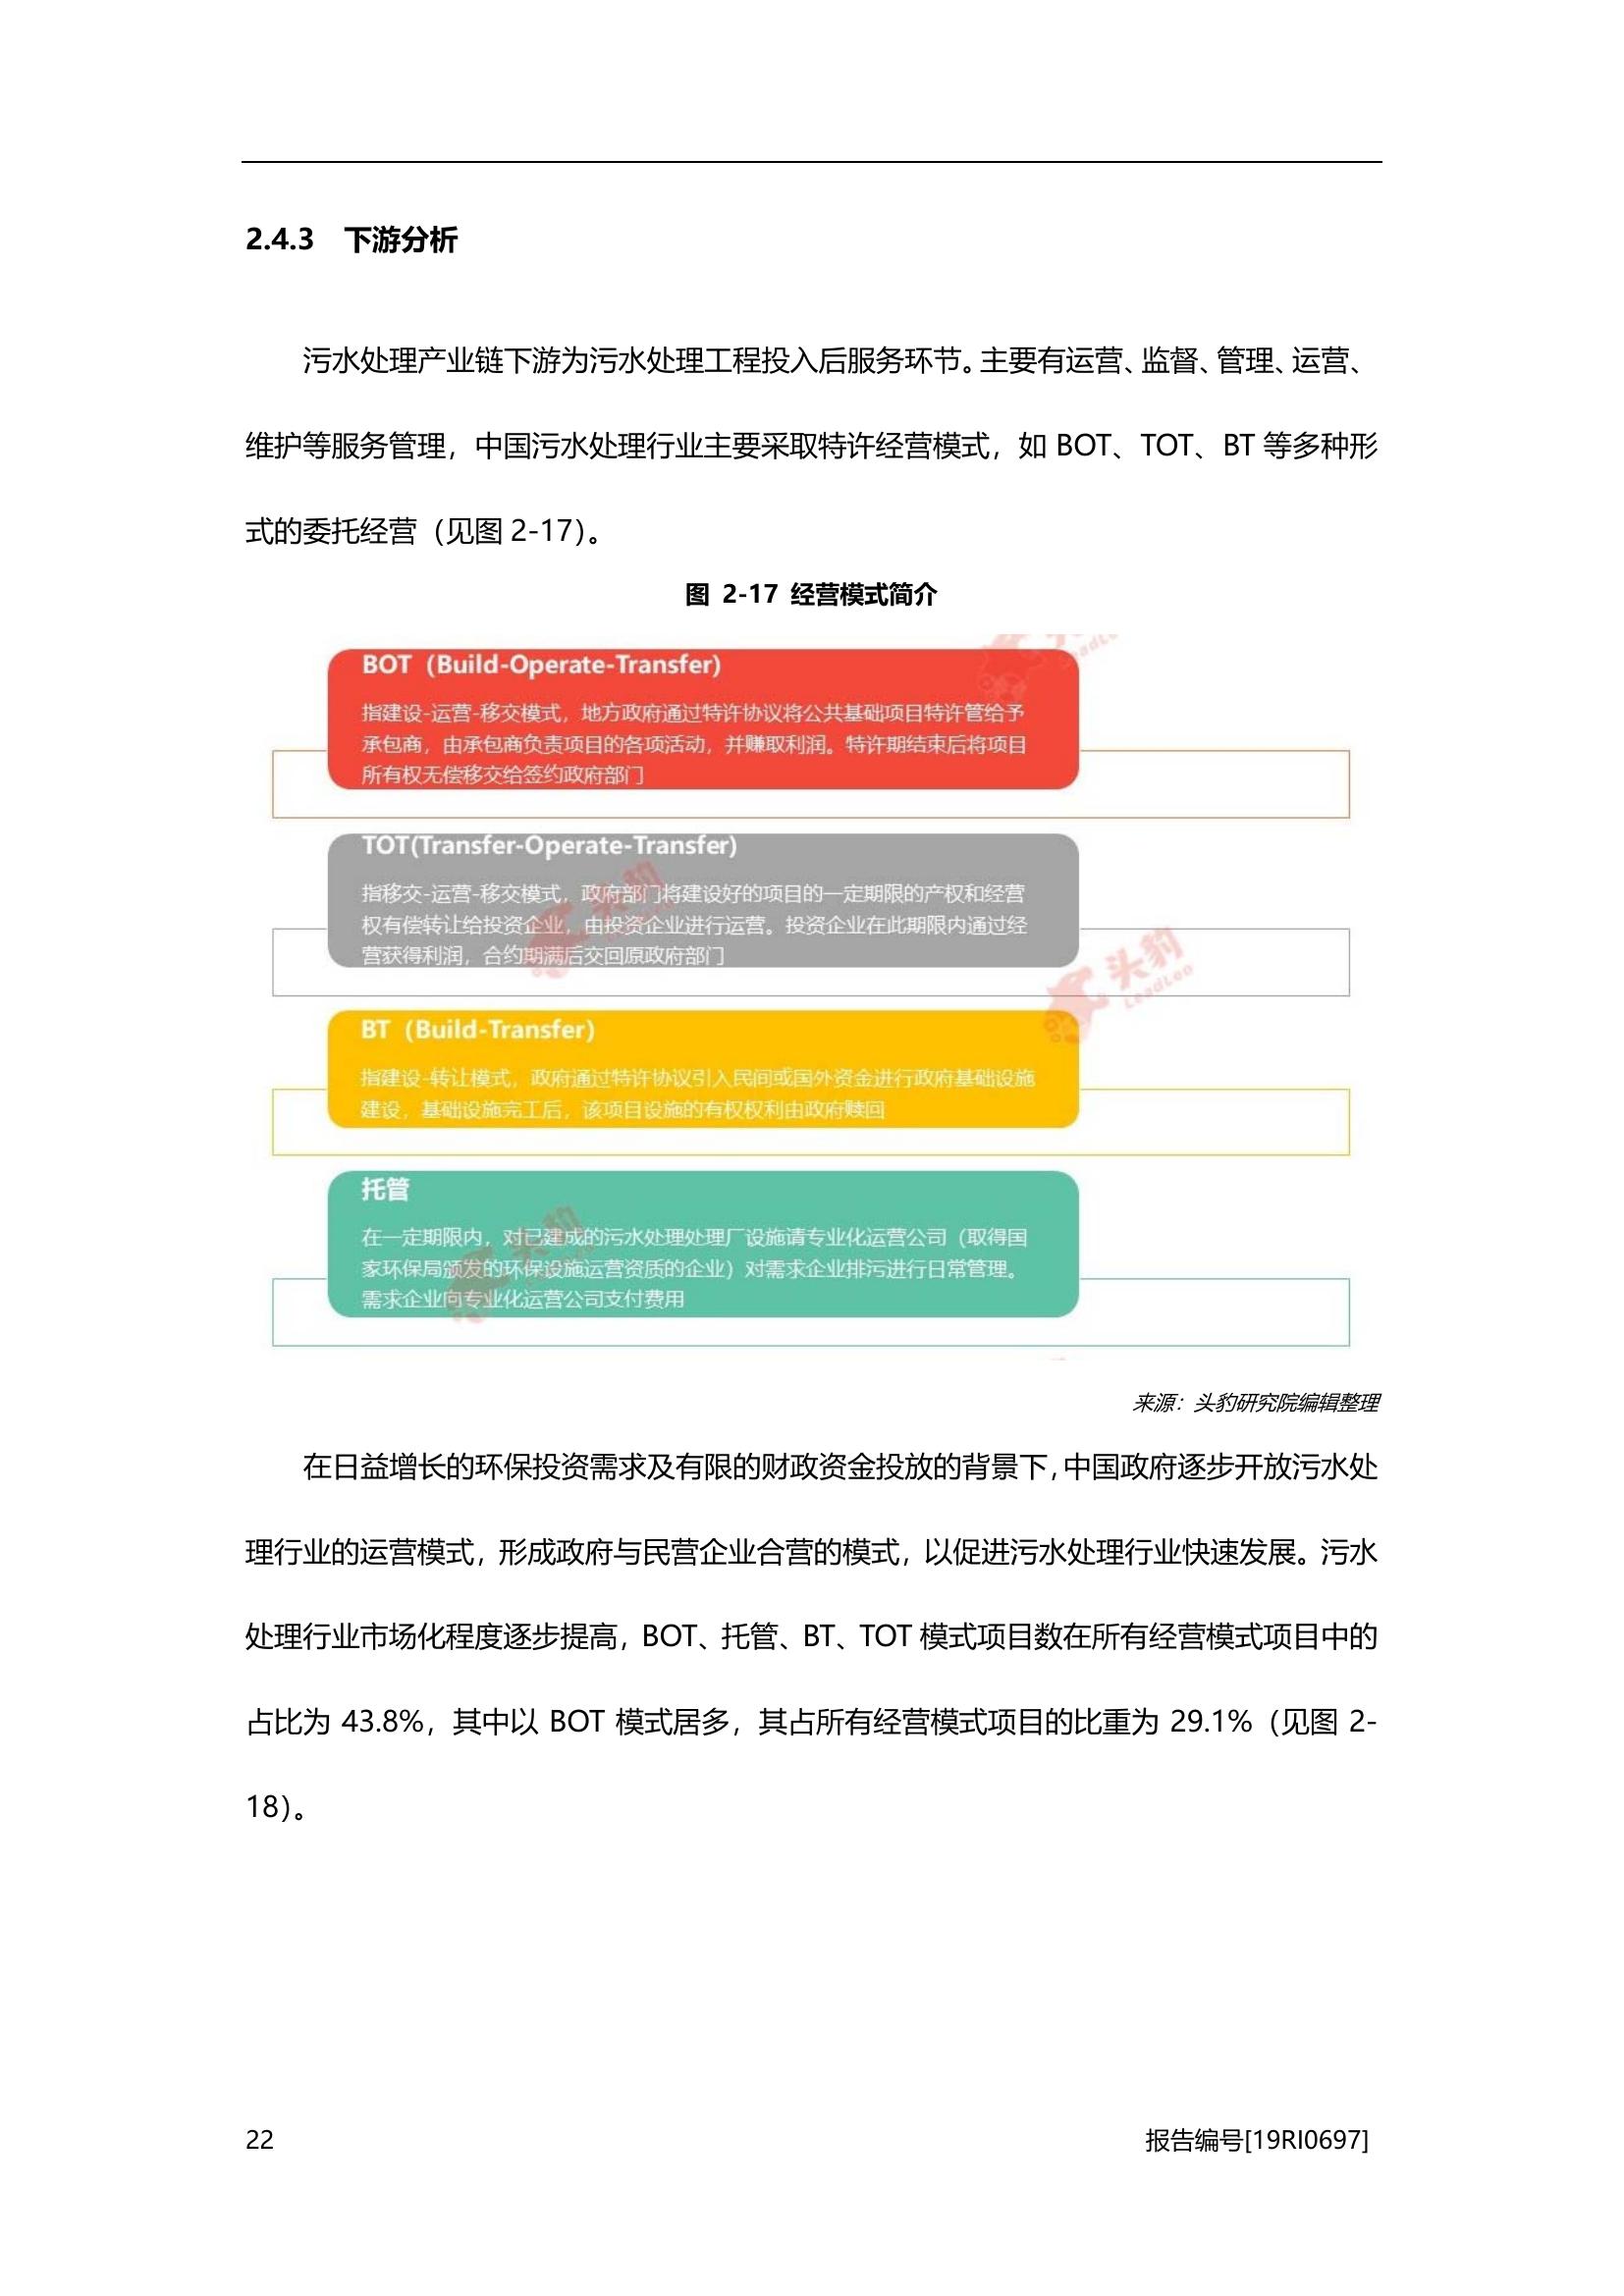 2.4.3 下游分析
污水处理产业链下游为污水处理工程投入后服务环节。主要有运营、监督、管理、运营、
维护等服务管理，中国污水处理行业主要采取特许经营模式，如 BOT、TOT、BT 等多种形
式的委托经营（见图 2-17）。
图 2-17 经营模式简介
BOT（Build-Operate-Transfer)
指建设-运营-移交模式，地方政府通过特许协议将公共基础项目特许管给予
承包商，由承包商负责项目的各项活动，并赚取利润。特许期结束后将项目
所有权无偿移交给签约政府部门
TOT(Transfer-Operate-Transfer)
指移交-运营-移交模式，政府部门将建设好的项目的一定期限的产权和经营
权有偿转让给投资企业，由投资企业进行运营。投资企业在此期限内通过经
营获得利润，合约期满后交回原政府部门
头豹
头豹
LeadLeo
BT（Build-Transfer）
指建设-转让模式，政府通过特许协议引入民间或国外资金进行政府基础设施
建设，基础设施完工后，该项目设施的有权权利由政府赎回
托管
在一定期限内，对已建成的污水处理处理厂设施请专业化运营公司（取得国
家环保局颁发的环保设施运营资质的企业）对需求企业排污进行日常管理。
需求企业向专业化运营公司支付费用
头豹
来源：头豹研究院编辑整理
在日益增长的环保投资需求及有限的财政资金投放的背景下，中国政府逐步开放污水处
理行业的运营模式，形成政府与民营企业合营的模式，以促进污水处理行业快速发展。污水
处理行业市场化程度逐步提高，BOT、托管、BT、TOT 模式项目数在所有经营模式项目中的
占比为 43.8%，其中以 BOT 模式居多，其占所有经营模式项目的比重为 29.1%（见图 2-
18）。
22
报告编号[19RI0697]